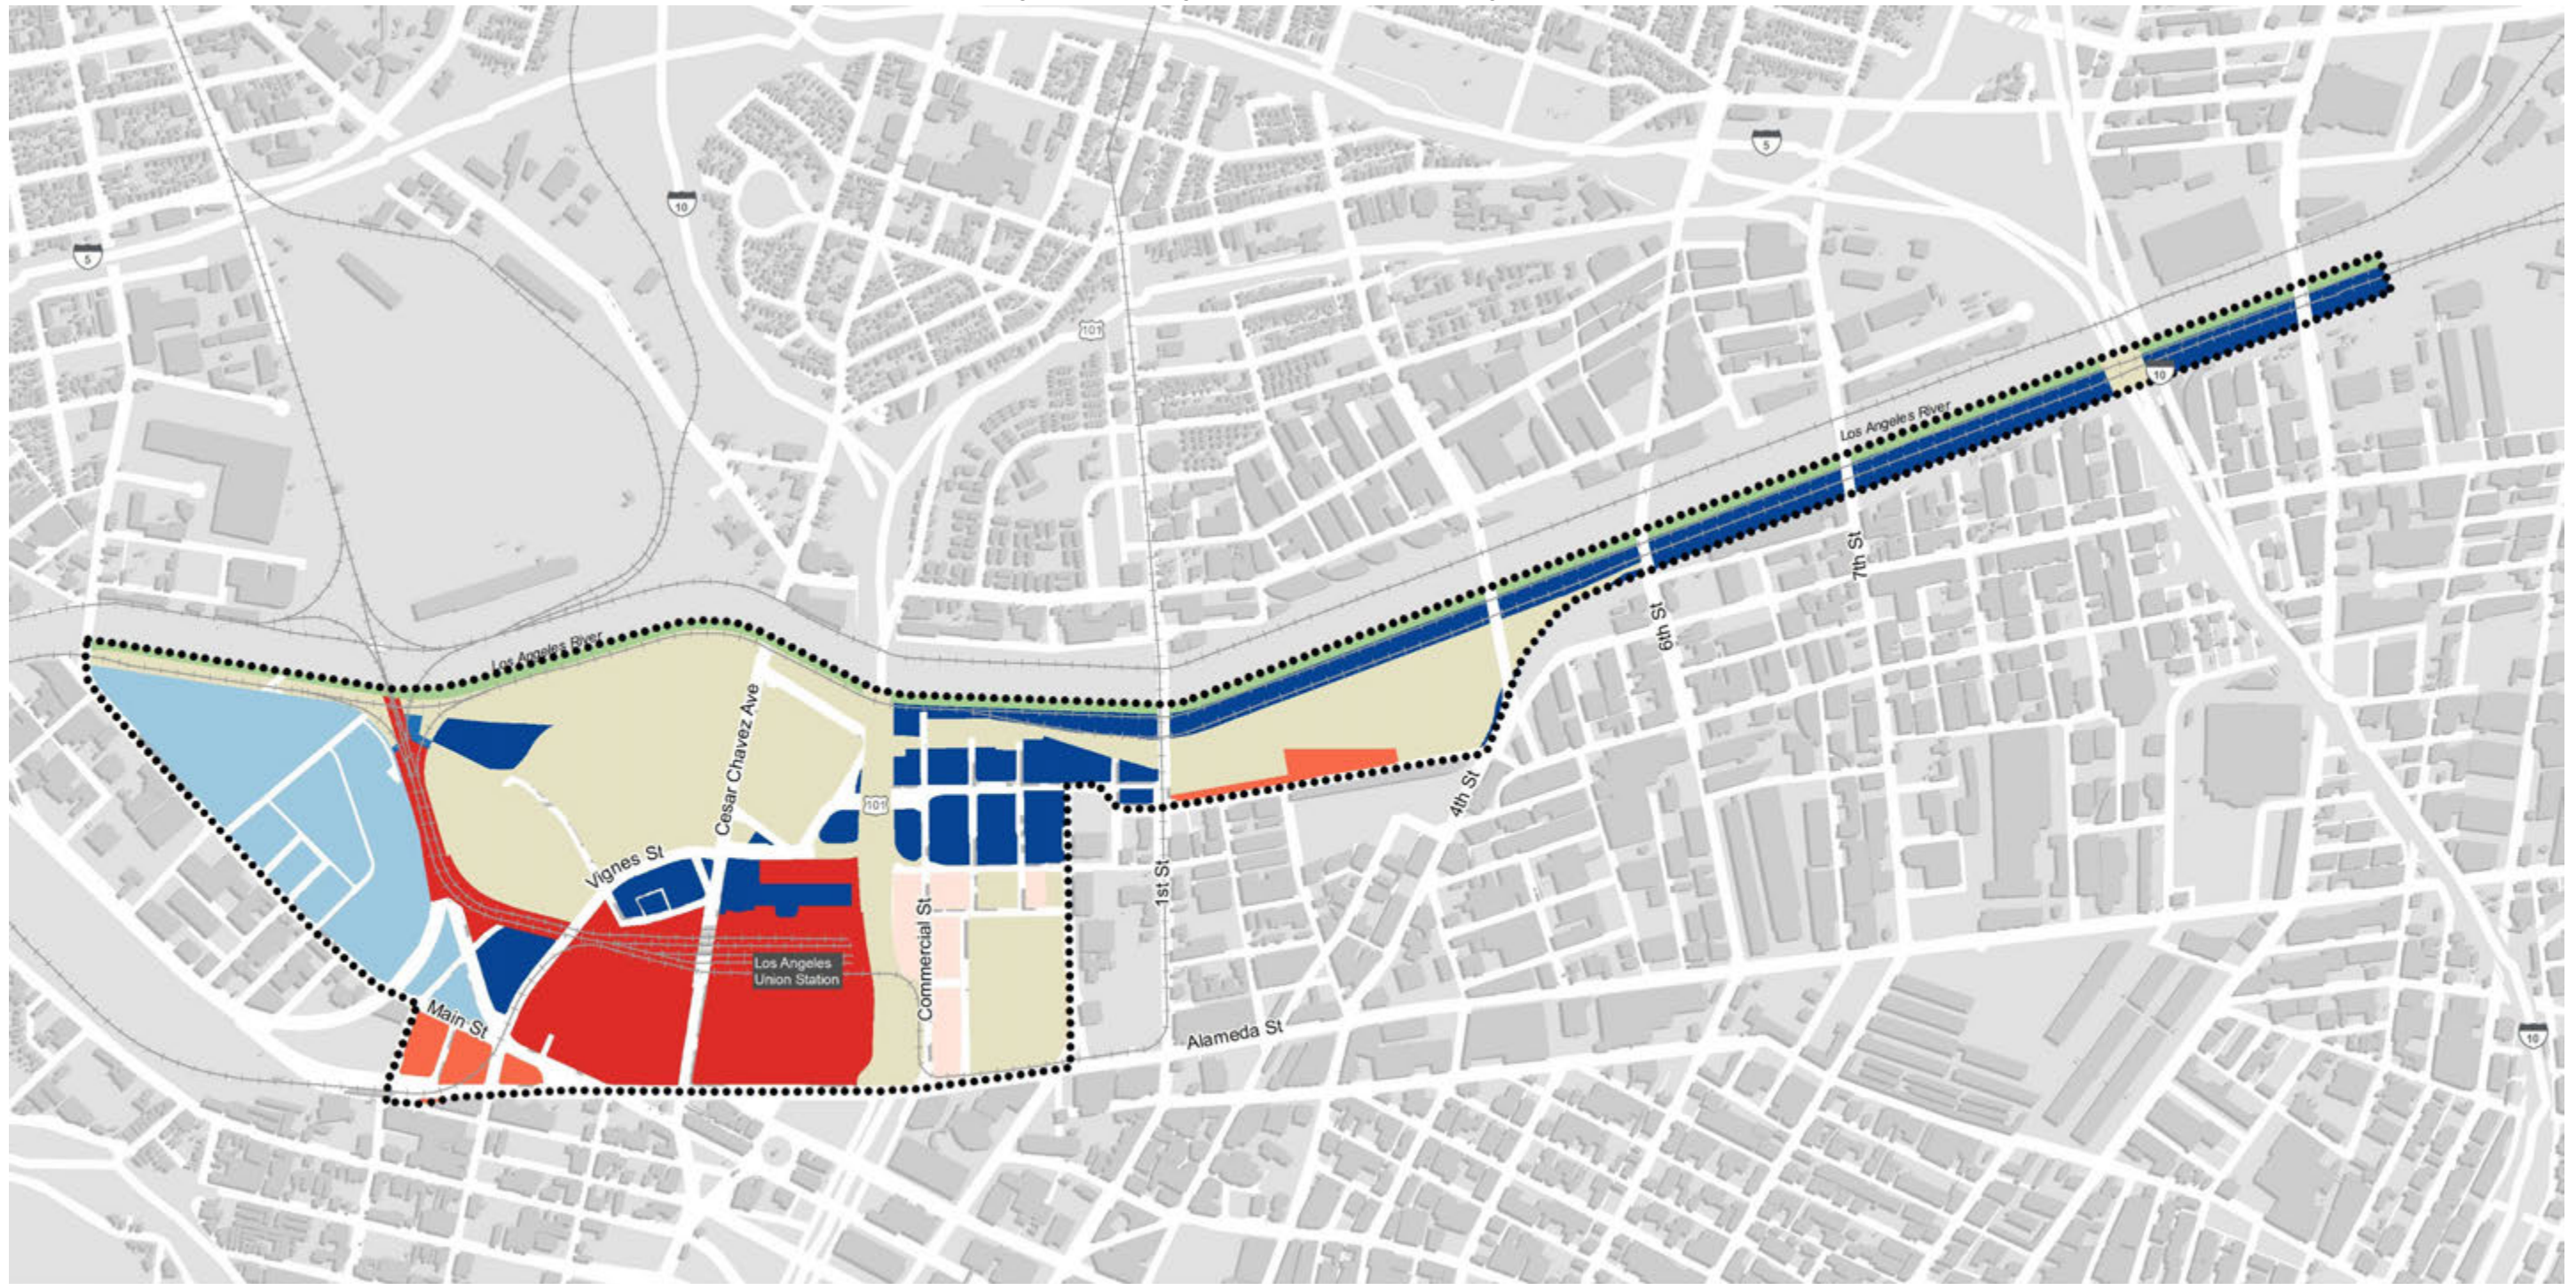 5
10
5
101
10
Los Angeles River
Los Angeles River
7th St
6th St
Cesar Chavez Ave
101
4th St
Vignes St
1st St
Commercial St
Los Angeles
Union Station
Main St
Alameda St
10